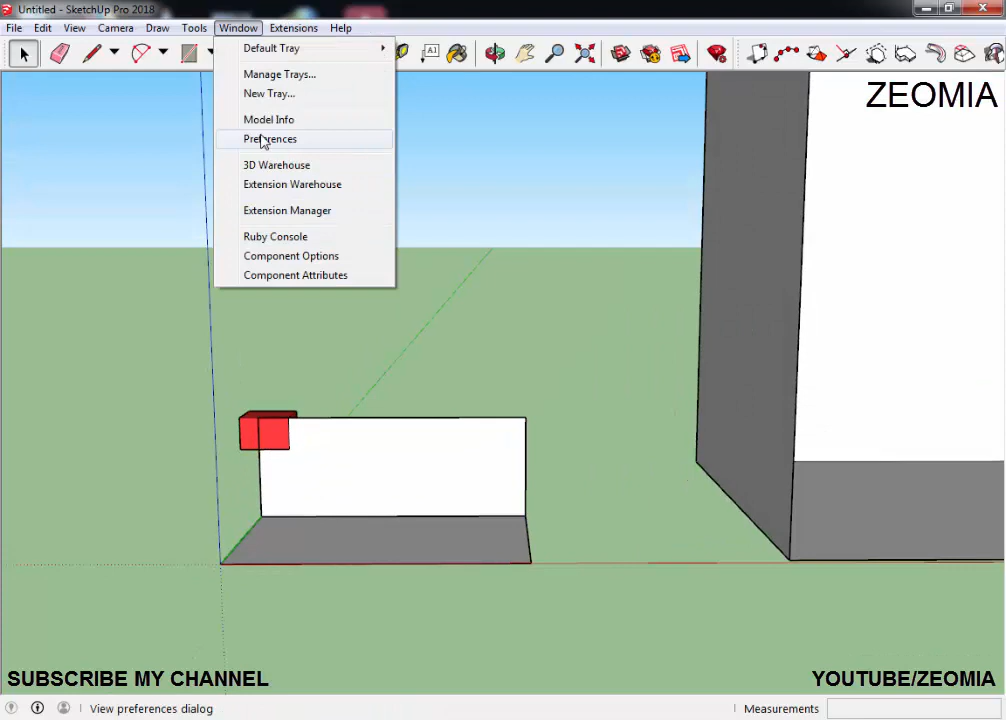 Untitled - SketchUp Pro 2018
File Edit View Camera Draw Tools Window Extensions Help
Default Tray
Manage Trays...
New Tray...
Model Info
Preferences
3D Warehouse
Extension Warehouse
Extension Manager
Ruby Console
Component Options
Component Attributes
A1
ZEOMIA
SUBSCRIBE MY CHANNEL
YOUTUBE/ZEOMIA
View preferences dialog
Measurements